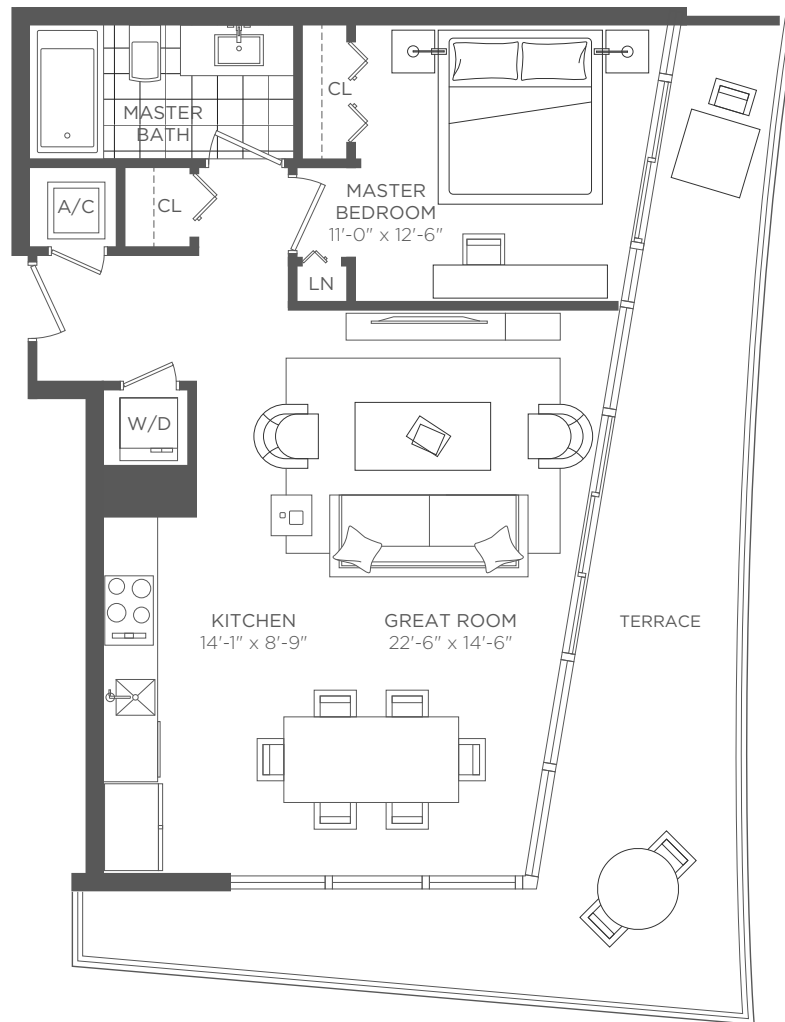 CL
MASTER
BATH
A/C
CL
MASTER
BEDROOM
11'-0" x 12'-6"
LN
W/D
KITCHEN
14'-1" x 8'-9"
GREAT ROOM
22'-6" x 14'-6"
TERRACE